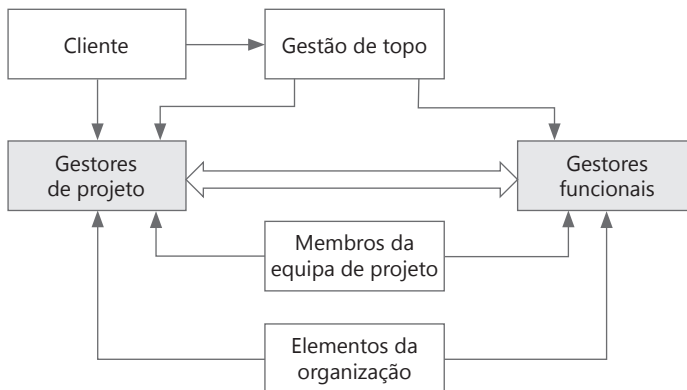 Cliente
Gestão de topo
Gestores
de projeto
Gestores
funcionais
Membros da
equipa de projeto
Elementos da
organização